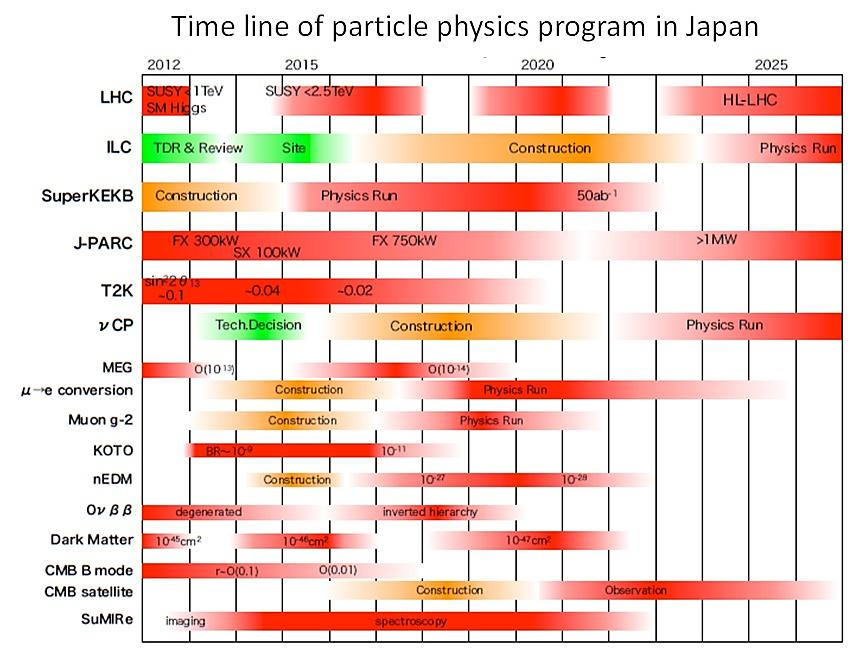 Time line of particle physics program in Japan
2012 2015 2020 2025
LHC SUSY <1TeV SUSY <2.5TeV
SM Higgs HL-LHC
ILC TDR & Review Site Construction Physics Run
SuperKEKB Construction Physics Run 50ab⁻¹
J-PARC FX 300kW FX 750kW >1MW
SX 100kW
T2K sin²2θ₁₃
~0.1 ~0.04 ~0.02
νCP Tech.Decision Construction Physics Run
MEG O(10⁻¹³) O(10⁻¹⁴)
μ→e conversion Construction Physics Run
Muon g-2 Construction Physics Run
KOTO BR~10⁻⁹ 10⁻¹¹
nEDM Construction 10⁻²⁷ 10⁻²⁸
0νββ degenerated inverted hierarchy
Dark Matter 10⁻⁴⁵cm² 10⁻⁴⁶cm² 10⁻⁴⁷cm²
CMB B mode r~O(0.1) O(0.01)
CMB satellite Construction Observation
SuMIRe imaging spectroscopy